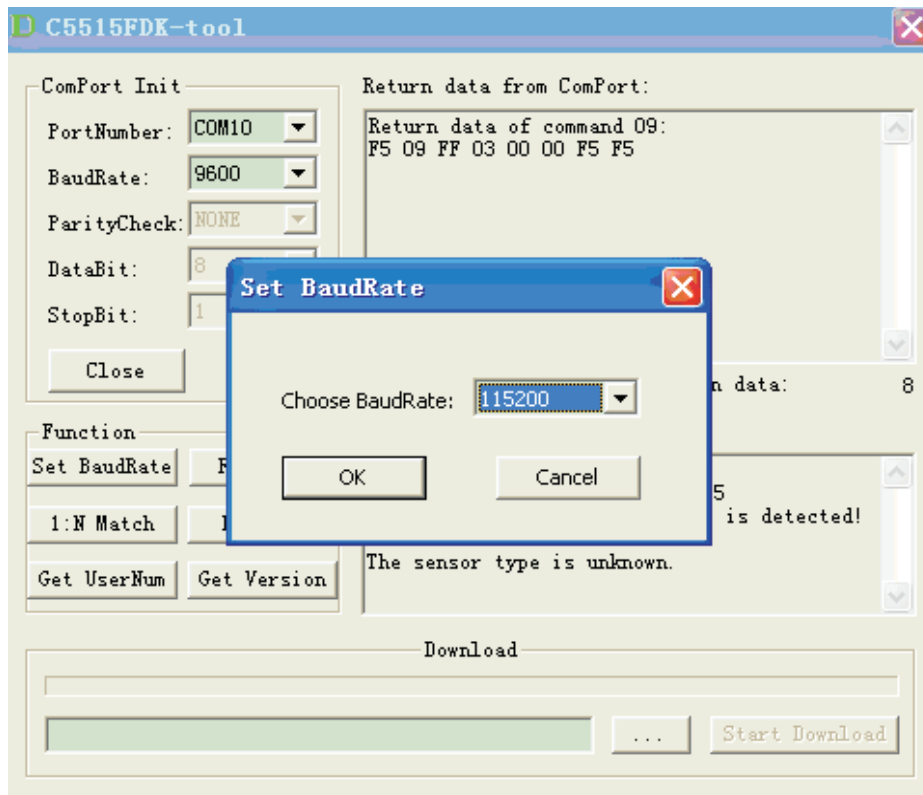 C5515FDK-tool
ComPort Init
PortNumber: COM10
BaudRate: 9600
ParityCheck: NONE
DataBit: 8
StopBit: 1
Close
Return data from ComPort:
Return data of command 09:
F5 09 FF 03 00 00 F5 F5
Set BaudRate
Choose BaudRate: 115200
OK Cancel
data: 8
Function
Set BaudRate
1:N Match
Get UserNum Get Version
5
is detected!
The sensor type is unknown.
Download
... Start Download